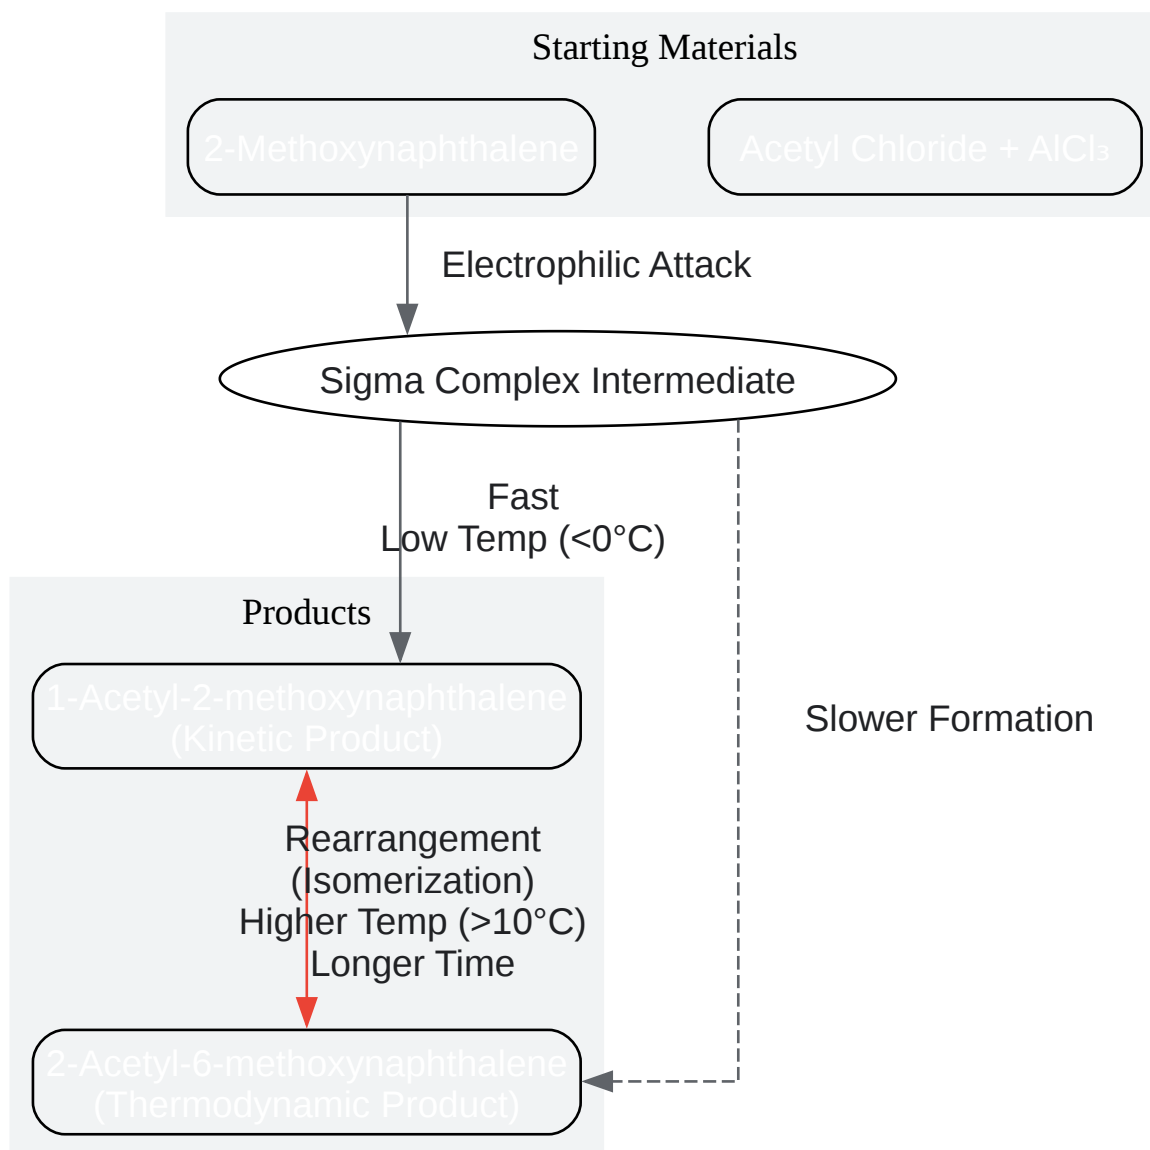 Starting Materials
2-Methoxynaphthalene
Acetyl Chloride + AlCl₃
Electrophilic Attack
Sigma Complex Intermediate
Fast
Low Temp (<0°C)
Products
1-Acetyl-2-methoxynaphthalene
(Kinetic Product)
Slower Formation
Rearrangement
(Isomerization)
Higher Temp (>10°C)
Longer Time
2-Acetyl-6-methoxynaphthalene
(Thermodynamic Product)